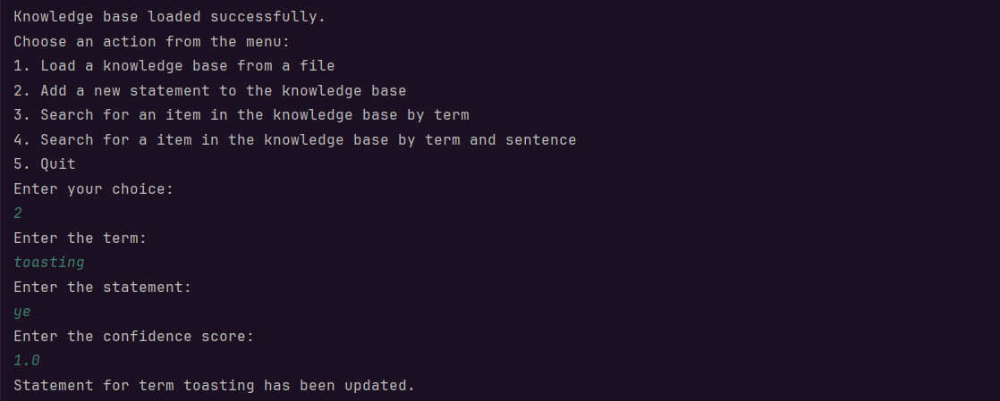 Knowledge base loaded successfully.
Choose an action from the menu:
1. Load a knowledge base from a file
2. Add a new statement to the knowledge base
3. Search for an item in the knowledge base by term
4. Search for a item in the knowledge base by term and sentence
5. Quit
Enter your choice:
2
Enter the term:
toasting
Enter the statement:
ye
Enter the confidence score:
1.0
Statement for term toasting has been updated.